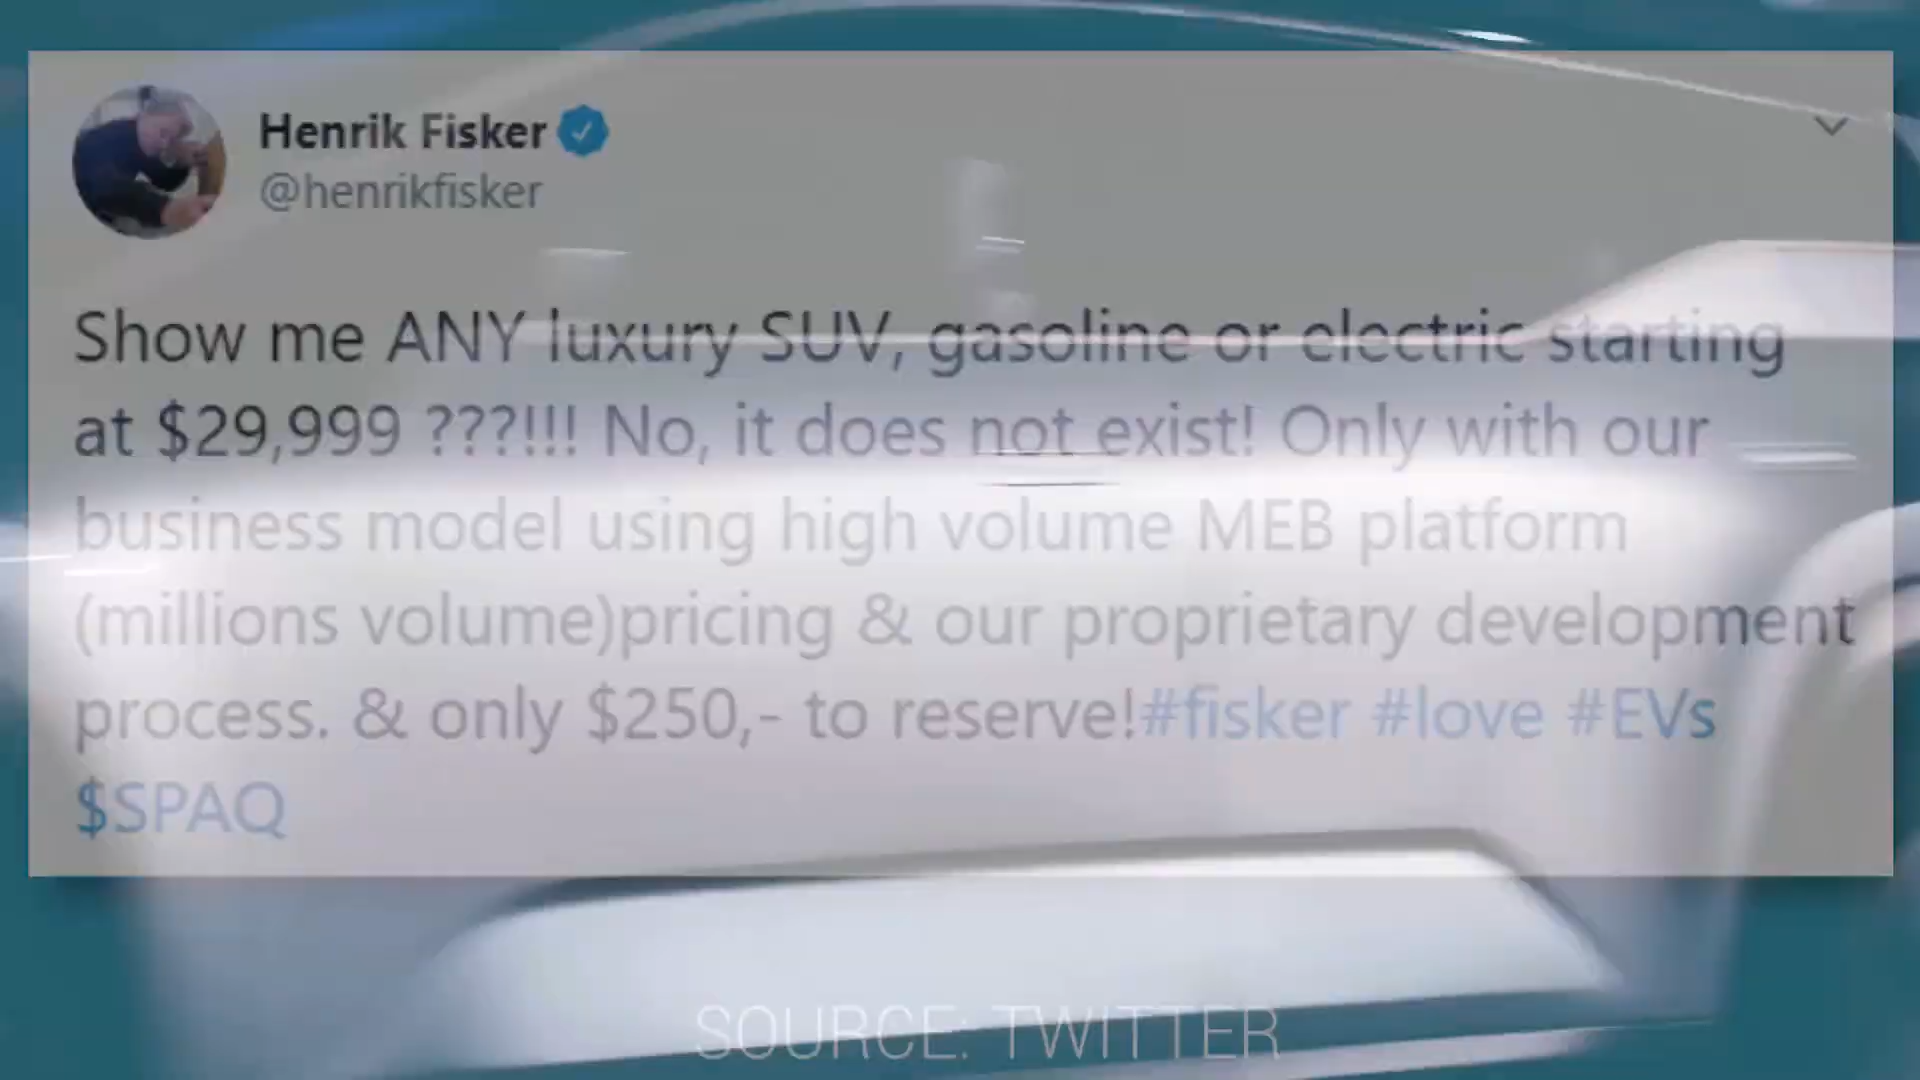 Henrik Fisker
@henrikfisker
Show me ANY luxury SUV, gasoline or electric starting
at $29,999 ???!!! No, it does not exist! Only with our
business model using high volume MEB platform
(millions volume)pricing & our proprietary development
process. & only $250,- to reserve!#fisker #love #EVs
$SPAQ
SOURCE: TWITTER